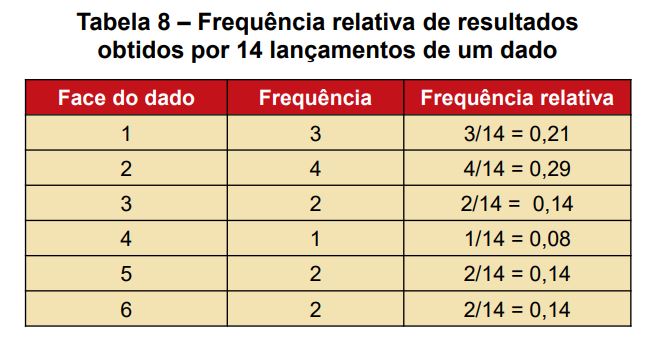 Tabela 8 – Frequência relativa de resultados
obtidos por 14 lançamentos de um dado
Face do dado Frequência Frequência relativa
1 3 3/14 = 0,21
2 4 4/14 = 0,29
3 2 2/14 = 0,14
4 1 1/14 = 0,08
5 2 2/14 = 0,14
6 2 2/14 = 0,14